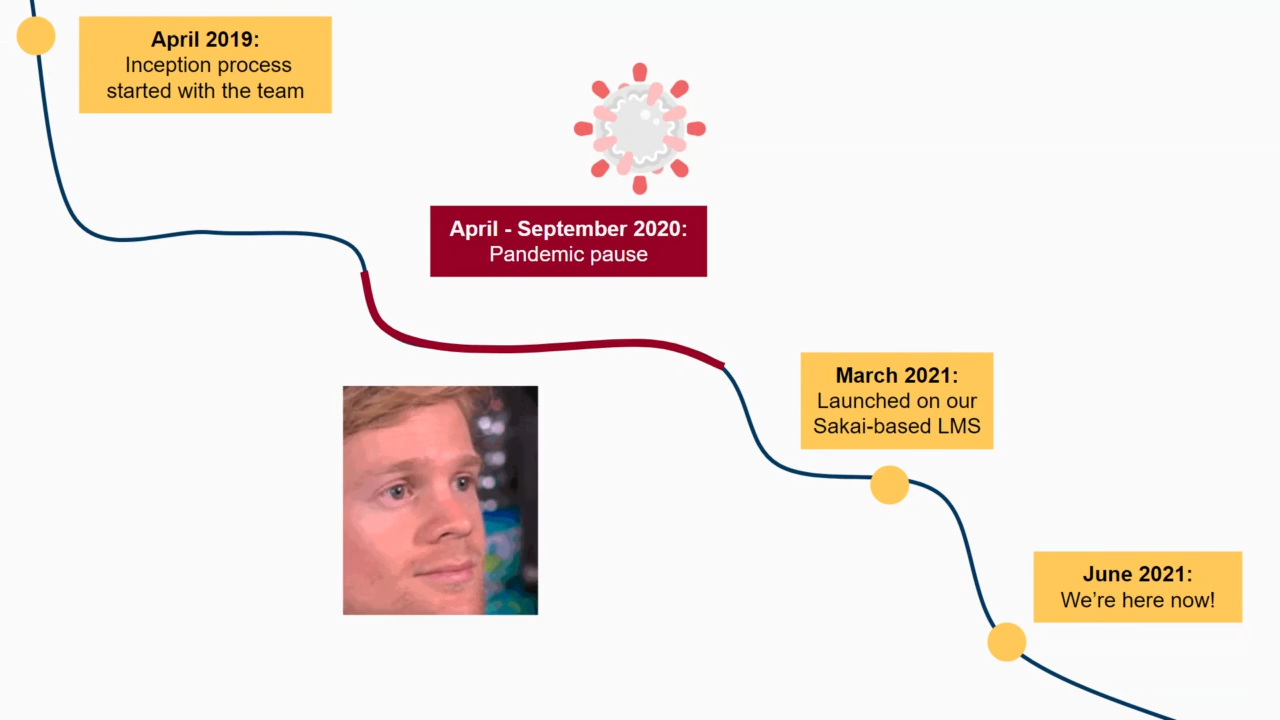 April 2019:
Inception process
started with the team
April - September 2020:
Pandemic pause
March 2021:
Launched on our
Sakai-based LMS
June 2021:
We’re here now!